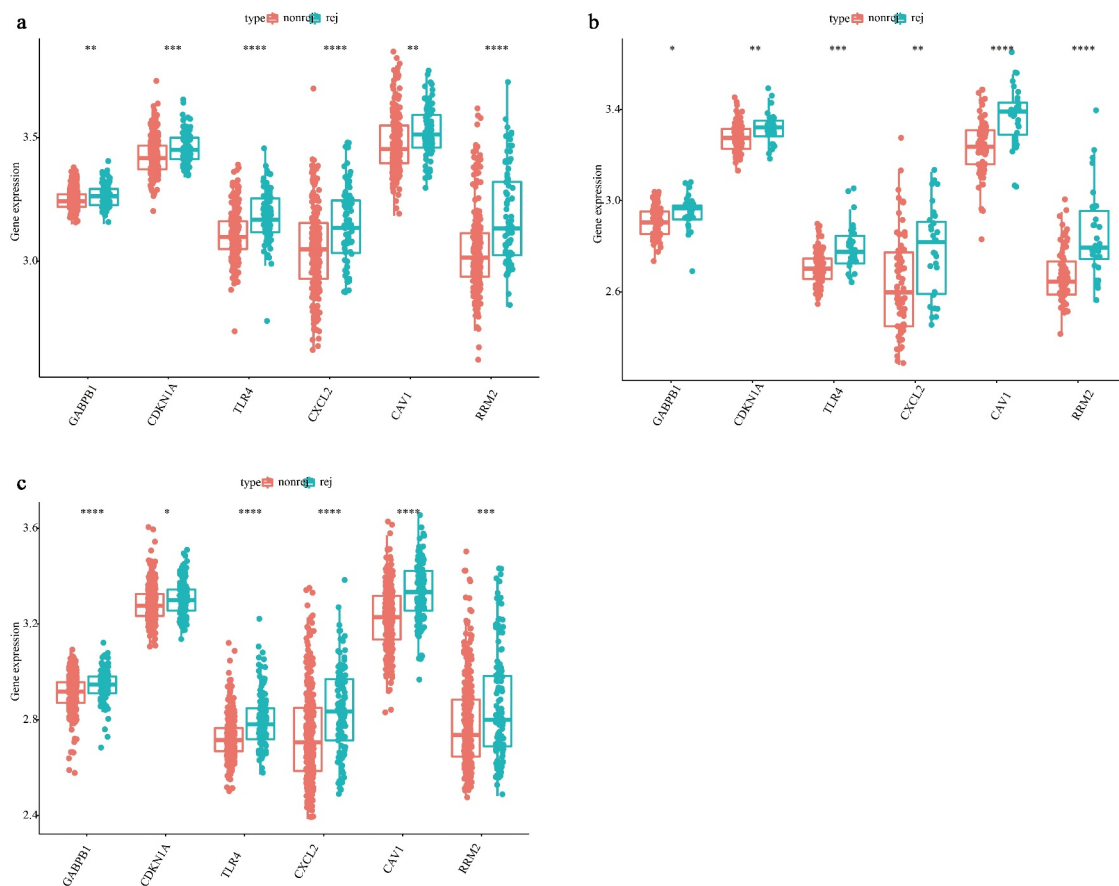 a
type nonrej rej
** *** **** **** ** ****
Gene expression
3.5
3.0
GABPB1 CDKN1A TLR4 CXCL2 CAV1 RRM2
b
type nonrej rej
* ** *** ** **** ****
Gene expression
3.4
3.0
2.6
GABPB1 CDKN1A TLR4 CXCL2 CAV1 RRM2
c
type nonrej rej
**** * **** **** **** ***
Gene expression
3.6
3.2
2.8
2.4
GABPB1 CDKN1A TLR4 CXCL2 CAV1 RRM2